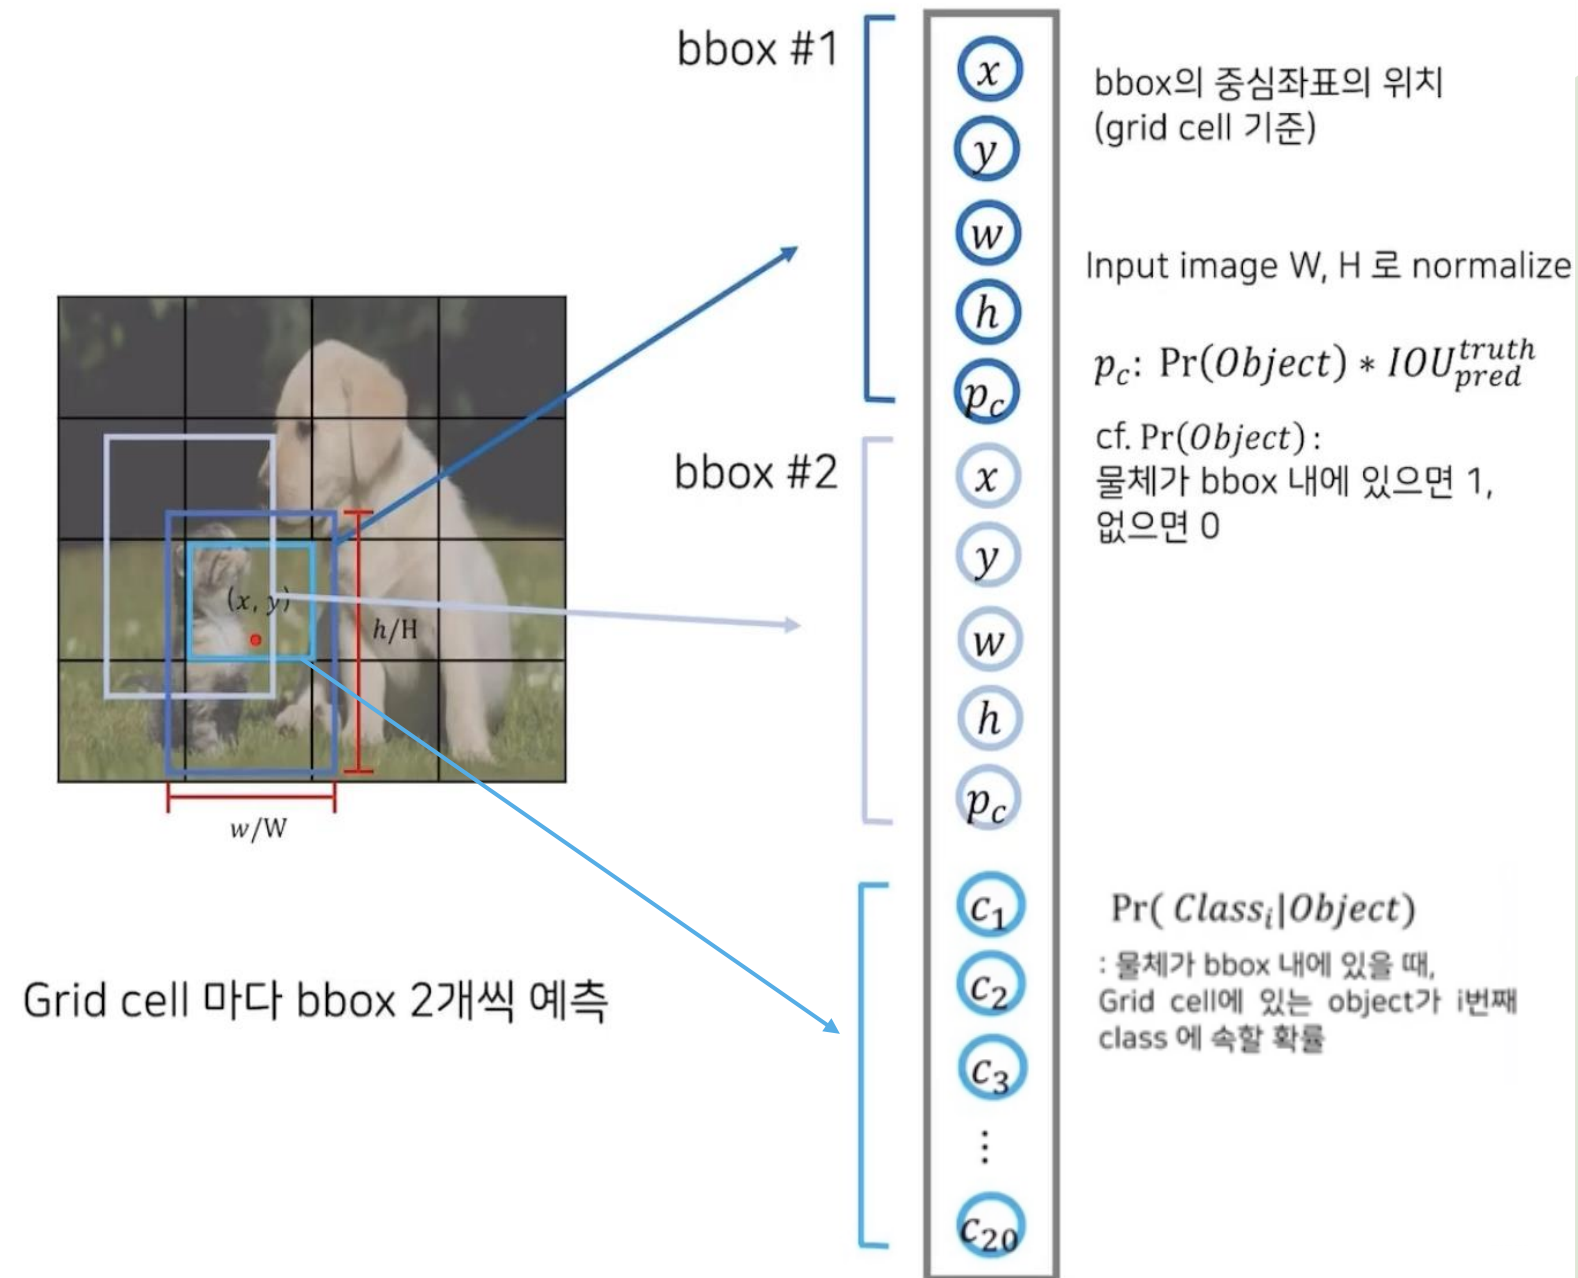 bbox #1
x
y
w
h
p_c
bbox의 중심좌표의 위치
(grid cell 기준)
Input image W, H 로 normalize
p_c: Pr(Object) * IOU_pred^truth
cf. Pr(Object) :
물체가 bbox 내에 있으면 1,
없으면 0
bbox #2
x
y
w
h
p_c
(x, y)
h/H
w/W
Grid cell 마다 bbox 2개씩 예측
c_1
c_2
c_3
⋮
c_20
Pr( Class_i|Object)
: 물체가 bbox 내에 있을 때,
Grid cell에 있는 object가 i번째
class 에 속할 확률